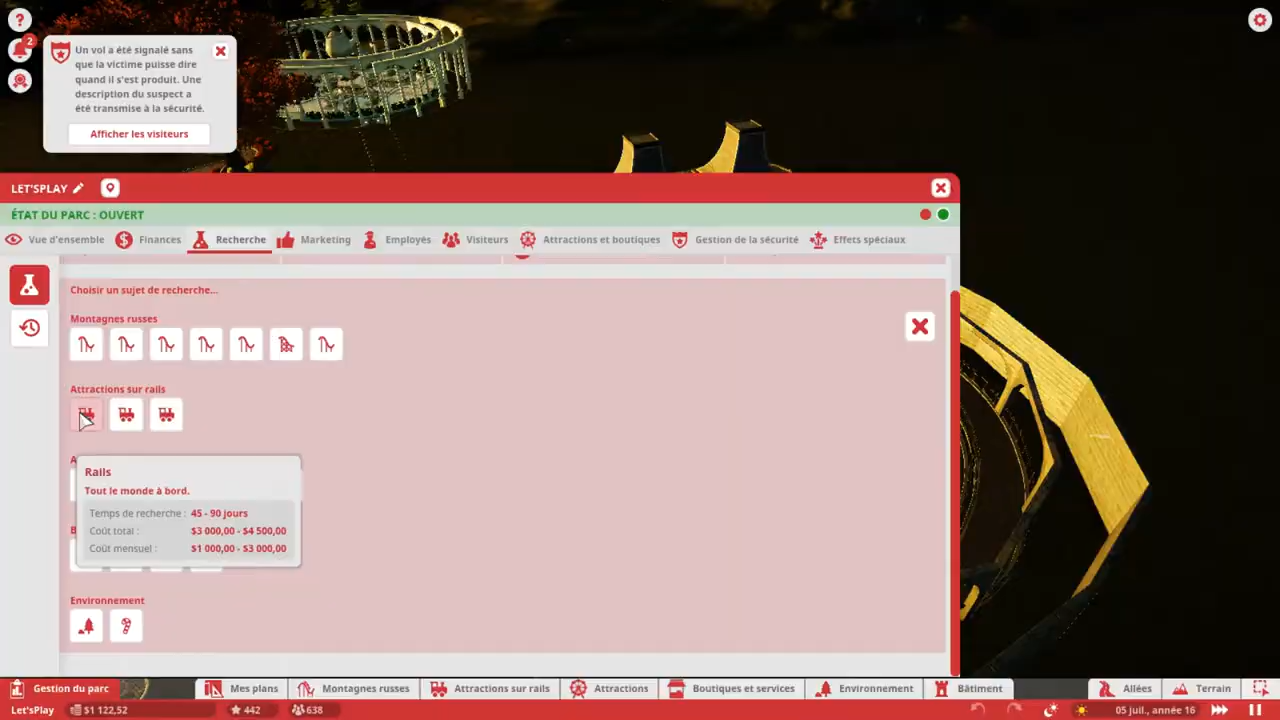 ?
2
Un vol a été signalé sans
que la victime puisse dire
quand il s'est produit. Une
description du suspect a
été transmise à la sécurité.
Afficher les visiteurs
LET'SPLAY
ÉTAT DU PARC : OUVERT
Vue d'ensemble
Finances
Recherche
Marketing
Employés
Visiteurs
Attractions et boutiques
Gestion de la sécurité
Effets spéciaux
Choisir un sujet de recherche...
Montagnes russes
Attractions sur rails
Rails
Tout le monde à bord.
Temps de recherche : 45 - 90 jours
Coût total : $3 000,00 - $4 500,00
Coût mensuel : $1 000,00 - $3 000,00
Environnement
Gestion du parc
Mes plans
Montagnes russes
Attractions sur rails
Attractions
Boutiques et services
Environnement
Bâtiment
Allées
Terrain
Let'sPlay
$1 122,52
442
638
05 juil., année 16